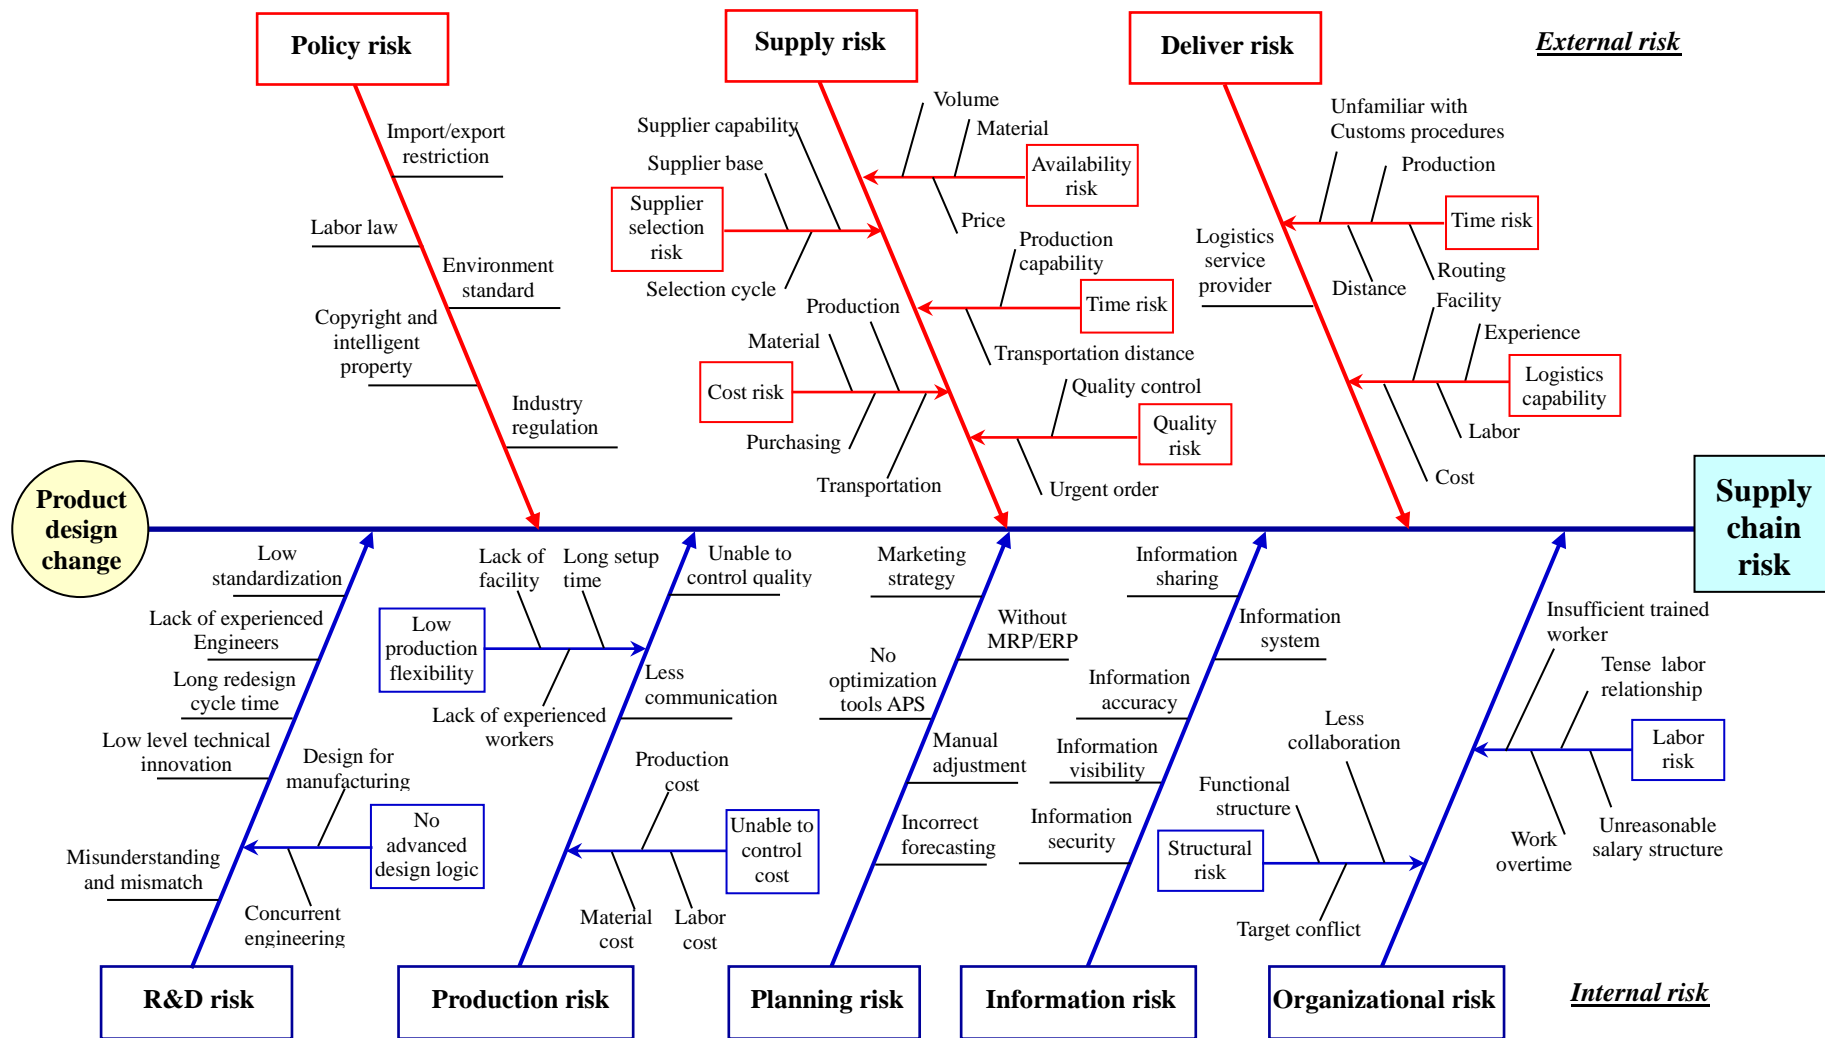 Policy risk
Supply risk
Deliver risk
External risk
Import/export
restriction
Labor law
Environment
standard
Copyright and
intelligent
property
Industry
regulation
Supplier capability
Supplier base
Supplier
selection
risk
Selection cycle
Volume
Material
Availability
risk
Price
Production
capability
Time risk
Transportation distance
Production
Material
Cost risk
Purchasing
Transportation
Quality control
Quality
risk
Urgent order
Unfamiliar with
Customs procedures
Production
Time risk
Logistics
service
provider
Distance
Routing
Facility
Experience
Logistics
capability
Labor
Cost
Product
design
change
Supply
chain
risk
Low
standardization
Lack of experienced
Engineers
Long redesign
cycle time
Low level technical
innovation
Design for
manufacturing
No
advanced
design logic
Misunderstanding
and mismatch
Concurrent
engineering
Lack of
facility
Long setup
time
Unable to
control quality
Low
production
flexibility
Lack of experienced
workers
Less
communication
Production
cost
Unable to
control
cost
Material
cost
Labor
cost
Marketing
strategy
Without
MRP/ERP
No
optimization
tools APS
Manual
adjustment
Incorrect
forecasting
Information
sharing
Information
system
Information
accuracy
Information
visibility
Information
security
Insufficient trained
worker
Tense labor
relationship
Labor
risk
Work
overtime
Unreasonable
salary structure
Less
collaboration
Functional
structure
Structural
risk
Target conflict
R&D risk
Production risk
Planning risk
Information risk
Organizational risk
Internal risk